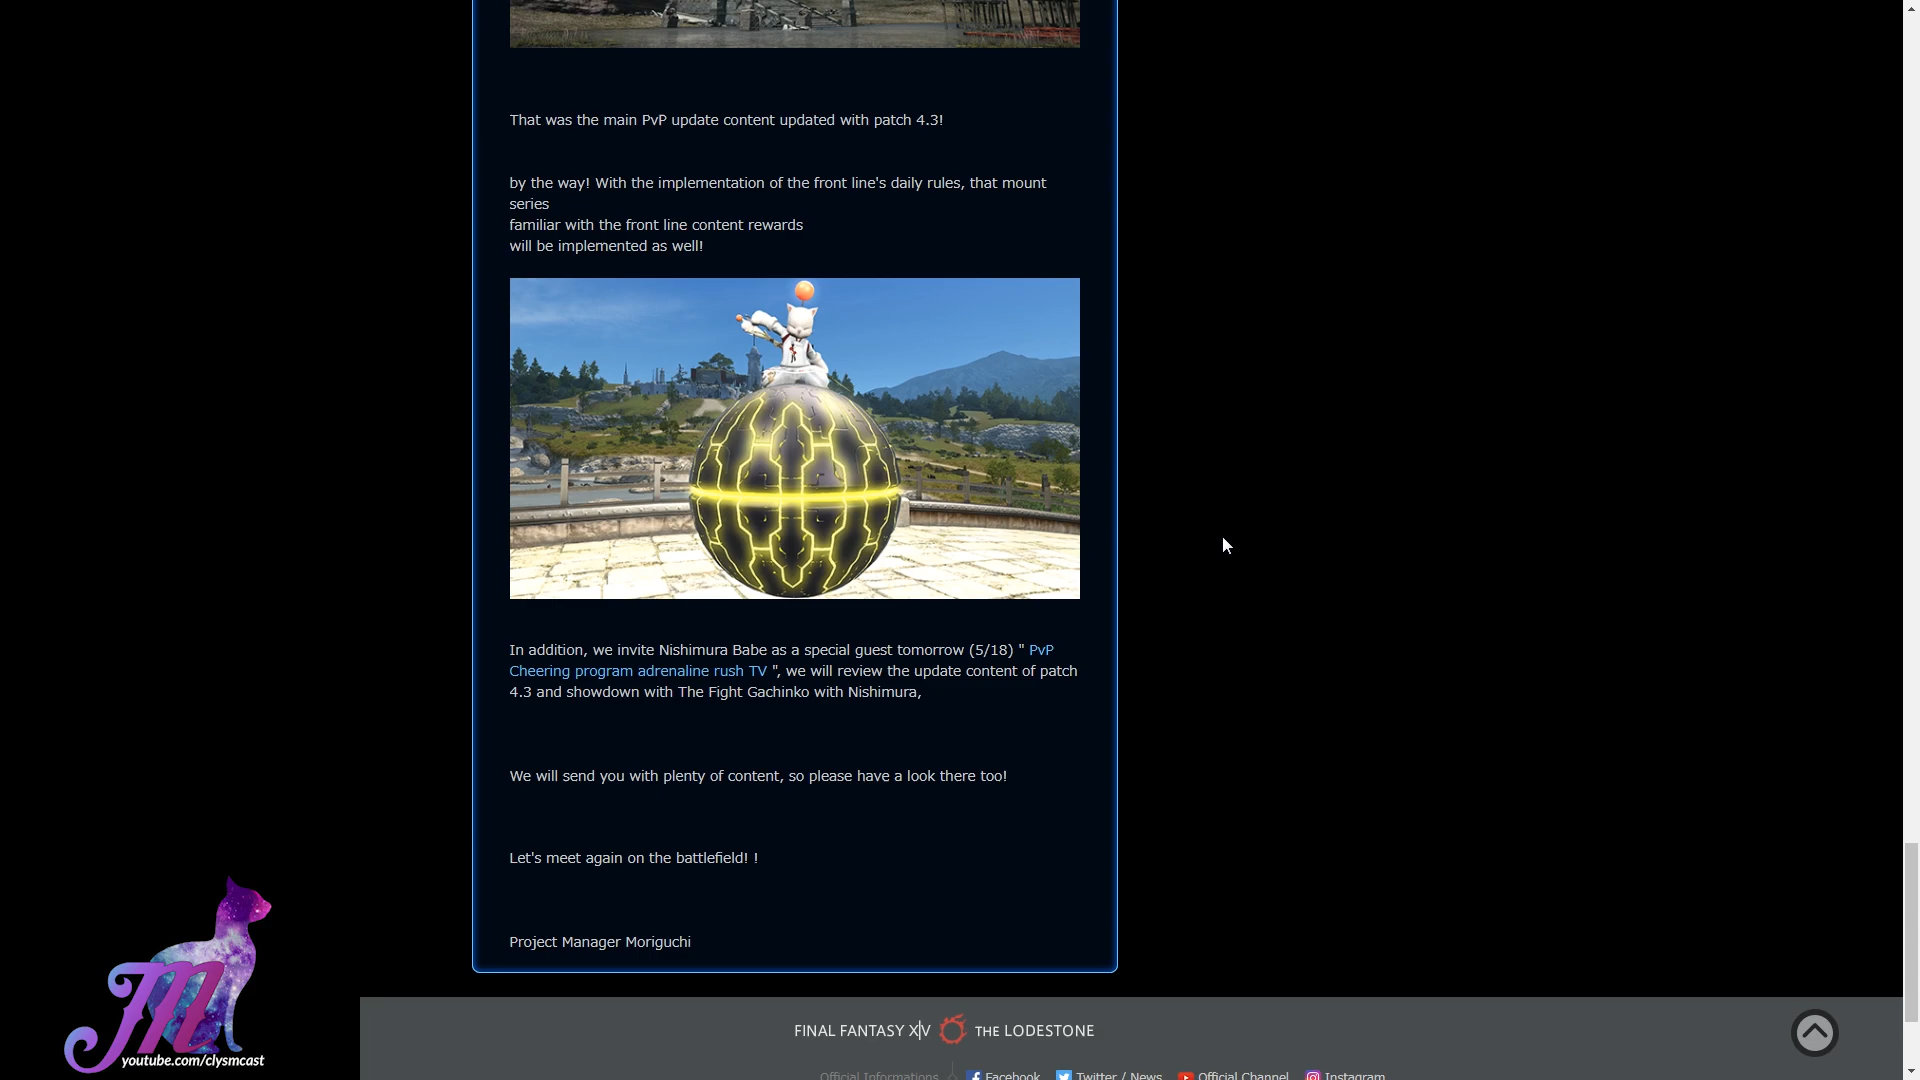 That was the main PvP update content updated with patch 4.3!
by the way! With the implementation of the front line's daily rules, that mount
series
familiar with the front line content rewards
will be implemented as well!
In addition, we invite Nishimura Babe as a special guest tomorrow (5/18) " PvP
Cheering program adrenaline rush TV ", we will review the update content of patch
4.3 and showdown with The Fight Gachinko with Nishimura,
We will send you with plenty of content, so please have a look there too!
Let's meet again on the battlefield! !
Project Manager Moriguchi
JM
youtube.com/clysmcast
FINAL FANTASY XIV THE LODESTONE
Official Informations Facebook Twitter / News Official Channel Instagram